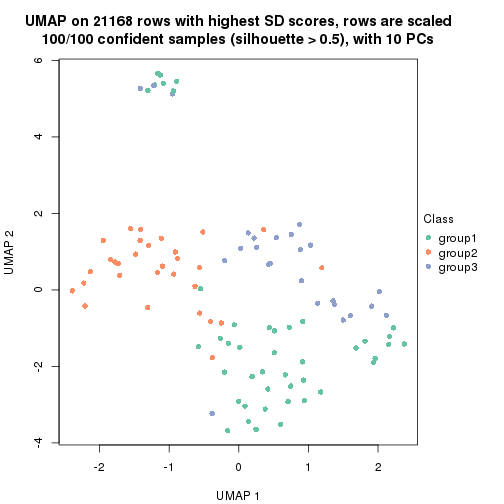 UMAP on 21168 rows with highest SD scores, rows are scaled
100/100 confident samples (silhouette > 0.5), with 10 PCs
6
4
2
0
-2
-4
UMAP 2
-2
-1
0
1
2
UMAP 1
Class
group1
group2
group3